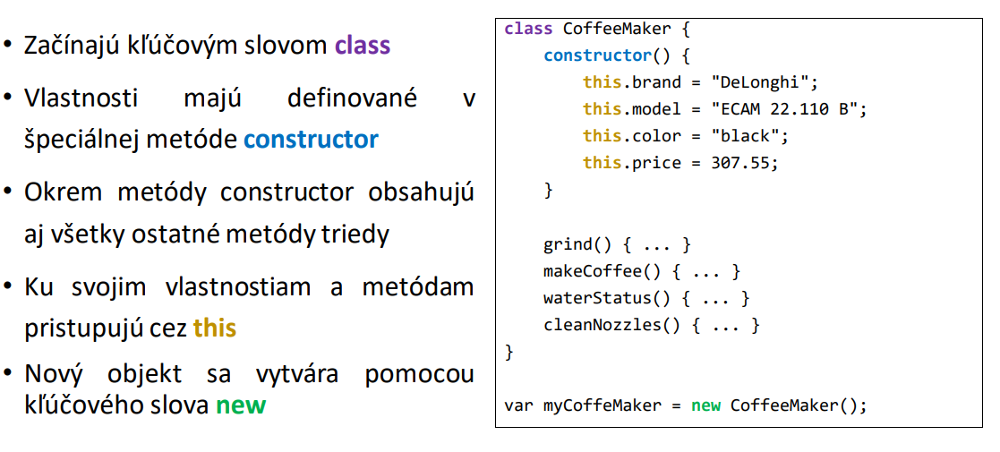 • Začínajú kľúčovým slovom class
• Vlastnosti majú definované v
špeciálnej metóde constructor
• Okrem metódy constructor obsahujú
aj všetky ostatné metódy triedy
• Ku svojim vlastnostiam a metódam
pristupujú cez this
• Nový objekt sa vytvára pomocou
kľúčového slova new
class CoffeeMaker {
    constructor() {
        this.brand = "DeLonghi";
        this.model = "ECAM 22.110 B";
        this.color = "black";
        this.price = 307.55;
    }
    grind() { ... }
    makeCoffee() { ... }
    waterStatus() { ... }
    cleanNozzles() { ... }
}
var myCoffeMaker = new CoffeeMaker();